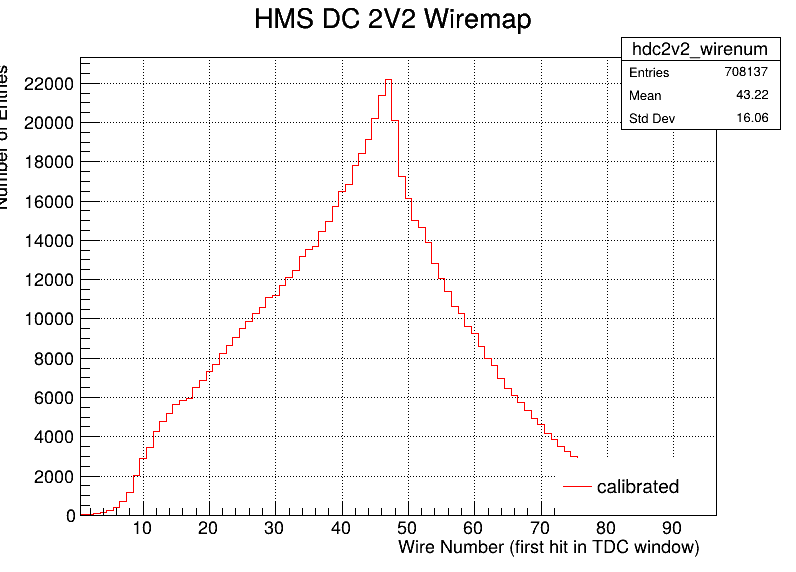 HMS DC 2V2 Wiremap
hdc2v2_wirenum
Entries 708137
Mean 43.22
Std Dev 16.06
Number of Entries
22000
20000
18000
16000
14000
12000
10000
8000
6000
4000
2000
0
calibrated
10 20 30 40 50 60 70 80 90
Wire Number (first hit in TDC window)